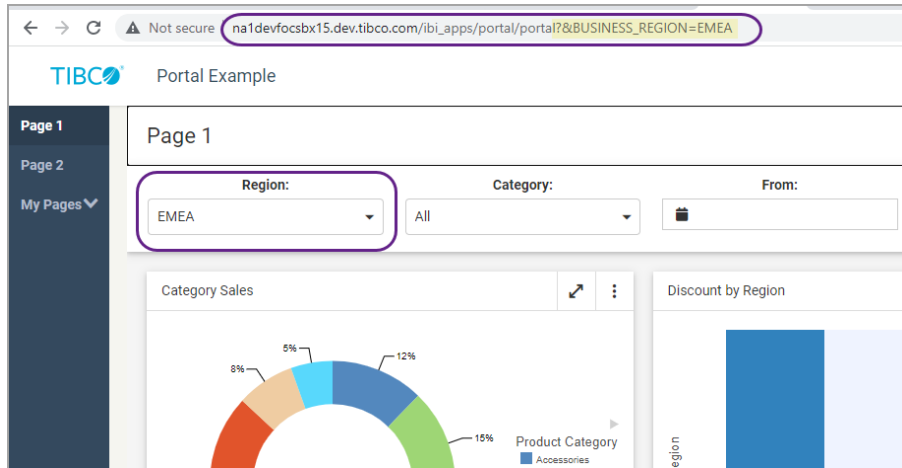 Not secure
na1devfocsbx15.dev.tibco.com/ibi_apps/portal/portal?&BUSINESS_REGION=EMEA
TIBCO®
Portal Example
Page 1
Page 2
My Pages
Page 1
Region:
Category:
From:
EMEA
All
Category Sales
Discount by Region
5%
8%
12%
15%
Product Category
Accessories
egion